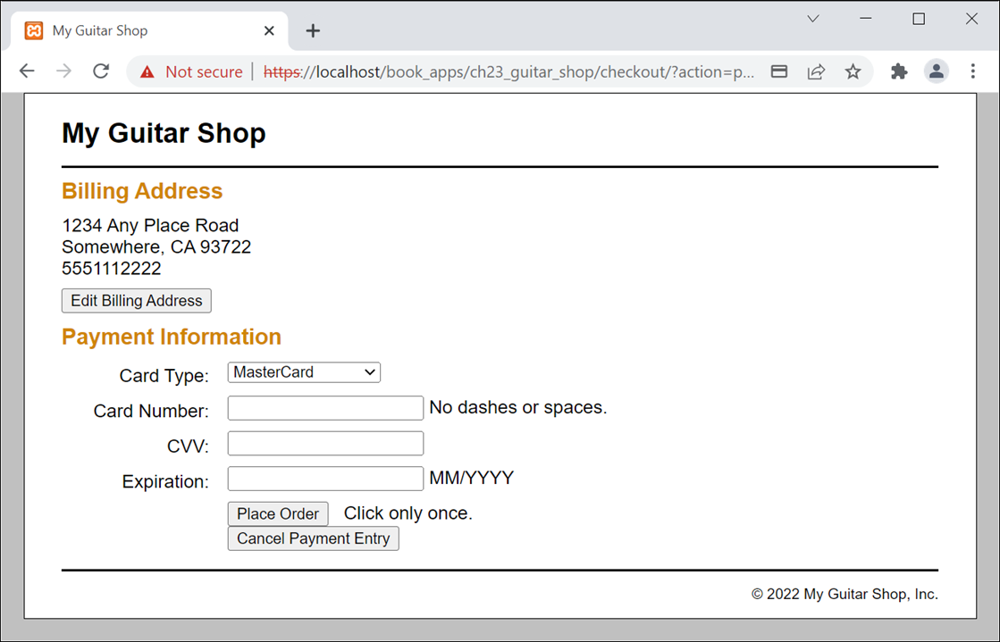 My Guitar Shop
Not secure | https://localhost/book_apps/ch23_guitar_shop/checkout/?action=p...
My Guitar Shop
Billing Address
1234 Any Place Road
Somewhere, CA 93722
5551112222
Edit Billing Address
Payment Information
Card Type: MasterCard
Card Number: No dashes or spaces.
CVV:
Expiration: MM/YYYY
Place Order Click only once.
Cancel Payment Entry
© 2022 My Guitar Shop, Inc.